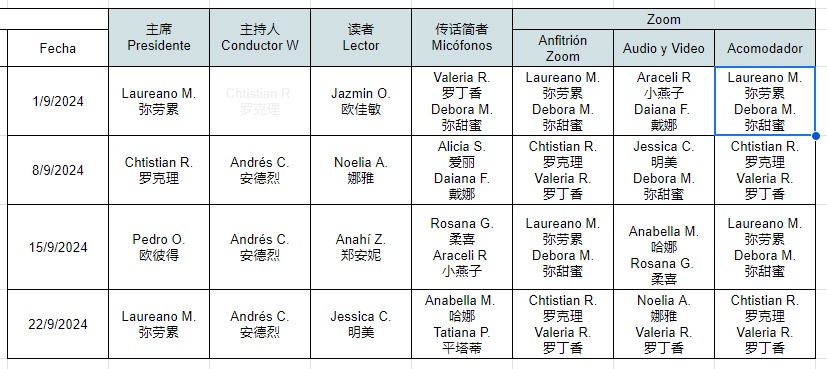 Fecha
主席
Presidente
主持人
Conductor W
读者
Lector
传话简者
Micófonos
Zoom
Anfitrión
Zoom
Audio y Video
Acomodador
1/9/2024
Laureano M.
弥劳累
Chtistian R.
罗克理
Jazmin O.
欧佳敏
Valeria R.
罗丁香
Debora M.
弥甜蜜
Laureano M.
弥劳累
Debora M.
弥甜蜜
Araceli R
小燕子
Daiana F.
戴娜
Laureano M.
弥劳累
Debora M.
弥甜蜜
8/9/2024
Chtistian R.
罗克理
Andrés C.
安德烈
Noelia A.
娜雅
Alicia S.
爱丽
Daiana F.
戴娜
Chtistian R.
罗克理
Valeria R.
罗丁香
Jessica C.
明美
Debora M.
弥甜蜜
Chtistian R.
罗克理
Valeria R.
罗丁香
15/9/2024
Pedro O.
欧彼得
Andrés C.
安德烈
Anahí Z.
郑安妮
Rosana G.
柔喜
Araceli R
小燕子
Laureano M.
弥劳累
Debora M.
弥甜蜜
Anabella M.
哈娜
Rosana G.
柔喜
Laureano M.
弥劳累
Debora M.
弥甜蜜
22/9/2024
Laureano M.
弥劳累
Andrés C.
安德烈
Jessica C.
明美
Anabella M.
哈娜
Tatiana P.
平塔蒂
Chtistian R.
罗克理
Valeria R.
罗丁香
Noelia A.
娜雅
Valeria R.
罗丁香
Chtistian R.
罗克理
Valeria R.
罗丁香